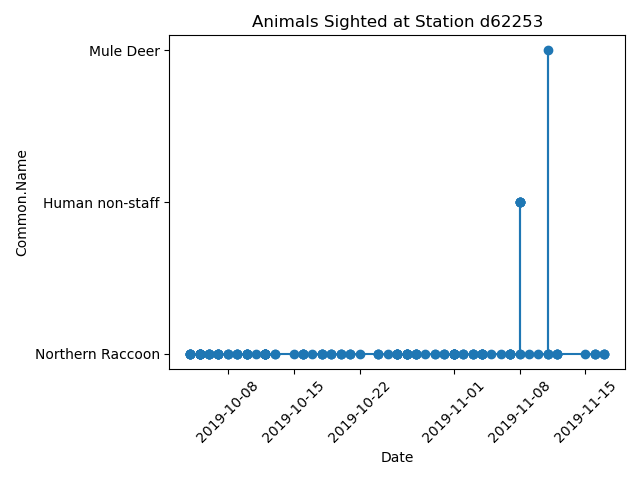 Animals Sighted at Station d62253
Mule Deer
Human non-staff
Northern Raccoon
Common.Name
2019-10-08
2019-10-15
2019-10-22
2019-11-01
2019-11-08
2019-11-15
Date